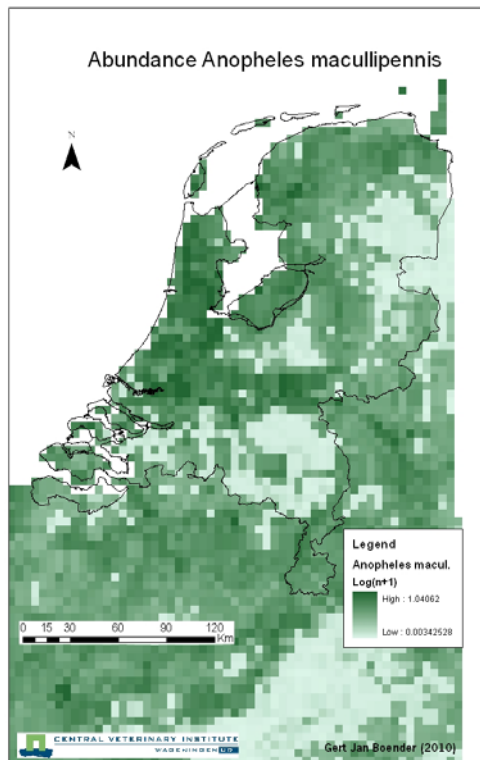 Abundance Anopheles macullipennis
N
Legend
Anopheles macul.
Log(n+1)
High : 1.04062
Low : 0.00342528
0 15 30 60 90 120
Km
CENTRAL VETERINARY INSTITUTE
WAGENINGEN UR
Gert Jan Boender (2010)